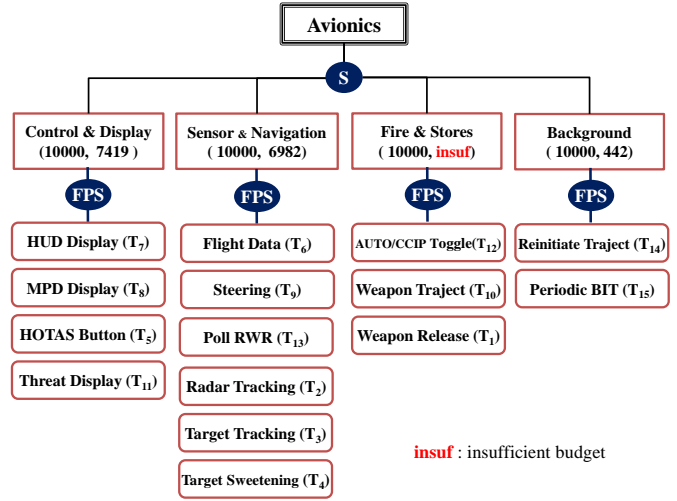 Avionics
S
Control & Display
(10000, 7419 )
Sensor & Navigation
( 10000, 6982)
Fire & Stores
( 10000, insuf)
Background
( 10000, 442)
FPS
FPS
FPS
FPS
HUD Display (T7)
MPD Display (T8)
HOTAS Button (T5)
Threat Display (T11)
Flight Data (T6)
Steering (T9)
Poll RWR (T13)
Radar Tracking (T2)
Target Tracking (T3)
Target Sweetening (T4)
AUTO/CCIP Toggle(T12)
Weapon Traject (T10)
Weapon Release (T1)
Reinitiate Traject (T14)
Periodic BIT (T15)
insuf : insufficient budget